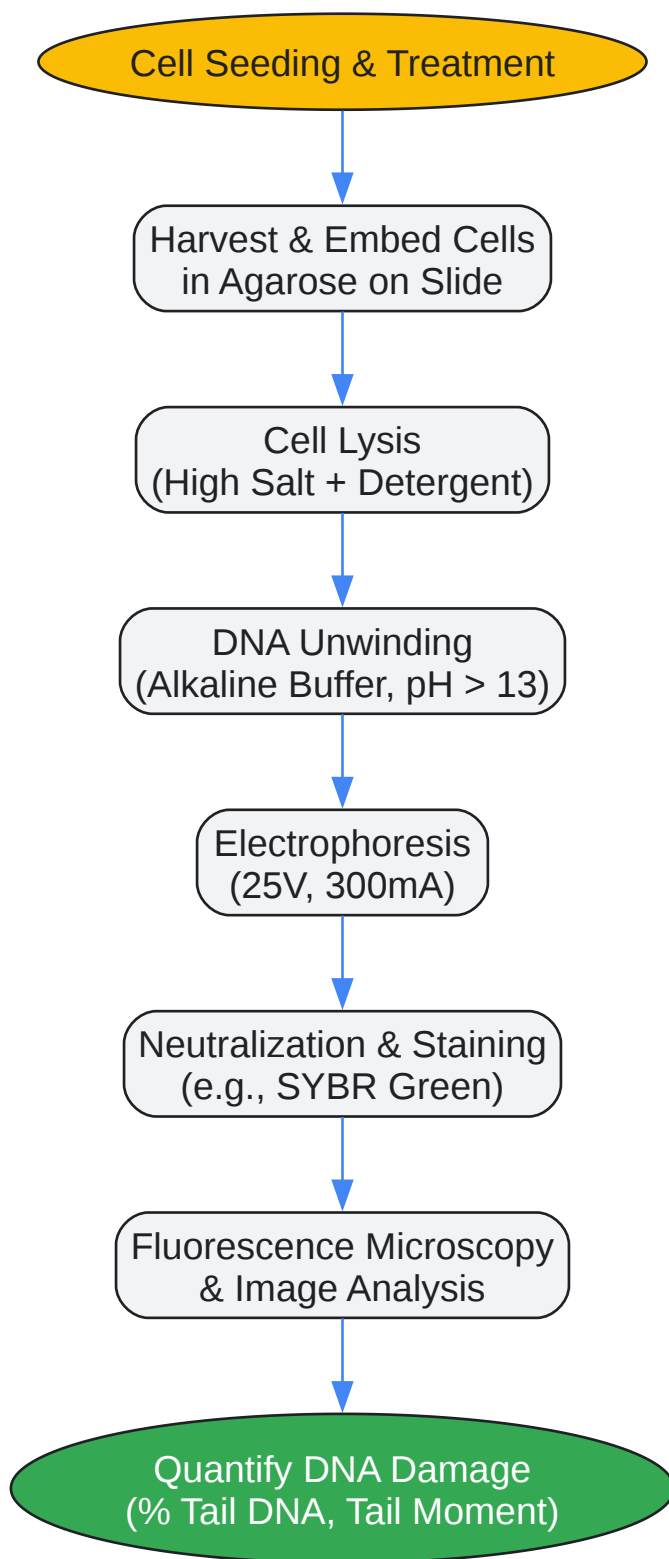 Cell Seeding & Treatment
Harvest & Embed Cells
in Agarose on Slide
Cell Lysis
(High Salt + Detergent)
DNA Unwinding
(Alkaline Buffer, pH > 13)
Electrophoresis
(25V, 300mA)
Neutralization & Staining
(e.g., SYBR Green)
Fluorescence Microscopy
& Image Analysis
Quantify DNA Damage
(% Tail DNA, Tail Moment)